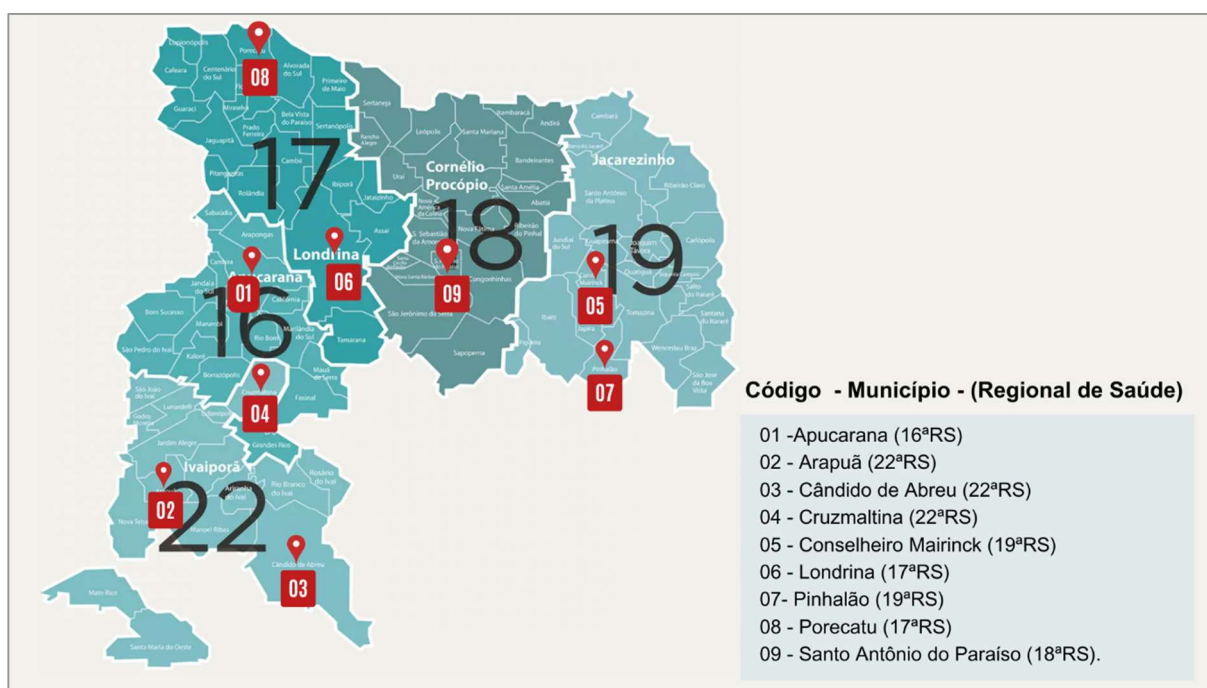 Lupionópolis
Porecatu
Cafeara
Centenário do Sul
Alvorada do Sul
Primeiro de Maio
08
Guaraci
Miraselva
Bela Vista do Paraíso
Prado Ferreira
Sertanópolis
Jaguapitã
17
Cambé
Pitangueiras
Rolândia
Ibiporã
Jataizinho
Assaí
Londrina
06
Tamarana
Sertaneja
Rancho Alegre
Leópolis
Santa Mariana
Itambaracá
Andirá
Bandeirantes
Cornélio Procópio
Uraí
Santa Amélia
Abatiá
Nova América da Colina
18
Nova Fátima
Ribeirão do Pinhal
S. Sebastião da Amoreira
Nova Santa Bárbara
Congonhinhas
09
São Jerônimo da Serra
Sapopema
Cambará
Barra do Jacaré
Jacarezinho
Ribeirão Claro
Santo Antônio da Platina
19
Jundiaí do Sul
Guapirama
Joaquim Távora
Carlópolis
Quatiguá
Conselheiro Mairinck
05
Salto do Itararé
Santana do Itararé
Ibaiti
Japira
Tomazina
Figueira
Wenceslau Braz
Pinhalão
07
São José da Boa Vista
Sabáudia
Arapongas
Cambira
Apucarana
01
Jandaia do Sul
16
Califórnia
Bom Sucesso
Marumbi
Marilândia do Sul
Rio Bom
São Pedro do Ivaí
Kaloré
Borrazópolis
Mauá da Serra
Faxinal
Cruzmaltina
04
Grandes Rios
São João do Ivaí
Lunardelli
Godoy Moreira
Jardim Alegre
Ivaiporã
22
Rosário do Ivaí
Rio Branco do Ivaí
Ariranha do Ivaí
02
Nova Tebas
Manoel Ribas
Cândido de Abreu
03
Mato Rico
Santa Maria do Oeste
Código - Município - (Regional de Saúde)
01 -Apucarana (16ªRS)
02 - Arapuã (22ªRS)
03 - Cândido de Abreu (22ªRS)
04 - Cruzmaltina (22ªRS)
05 - Conselheiro Mairinck (19ªRS)
06 - Londrina (17ªRS)
07- Pinhalão (19ªRS)
08 - Porecatu (17ªRS)
09 - Santo Antônio do Paraíso (18ªRS).